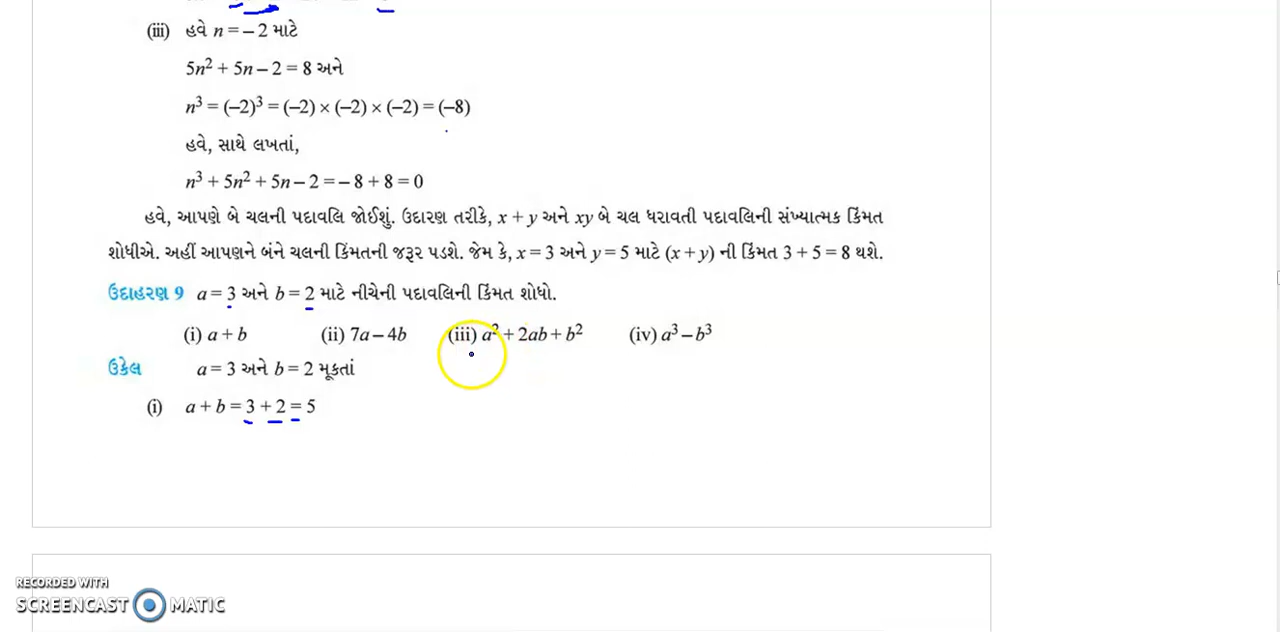 (iii) હવે n = – 2 માટે
5n² + 5n – 2 = 8 અને
n³ = (–2)³ = (–2) × (–2) × (–2) = (–8)
હવે, સાથે લખતાં,
n³ + 5n² + 5n – 2 = – 8 + 8 = 0
હવે, આપણે બે ચલની પદાવલિ જોઈશું. ઉદારણ તરીકે, x + y અને xy બે ચલ ધરાવતી પદાવલિની સંખ્યાત્મક કિંમત
શોધીએ. અહીં આપણને બંને ચલની કિંમતની જરૂર પડશે. જેમ કે, x = 3 અને y = 5 માટે (x + y) ની કિંમત 3 + 5 = 8 થશે.
ઉદાહરણ 9 a = 3 અને b = 2 માટે નીચેની પદાવલિની કિંમત શોધો.
(i) a + b (ii) 7a – 4b (iii) a² + 2ab + b² (iv) a³ – b³
ઉકેલ a = 3 અને b = 2 મૂકતાં
(i) a + b = 3 + 2 = 5
RECORDED WITH
SCREENCAST MATIC